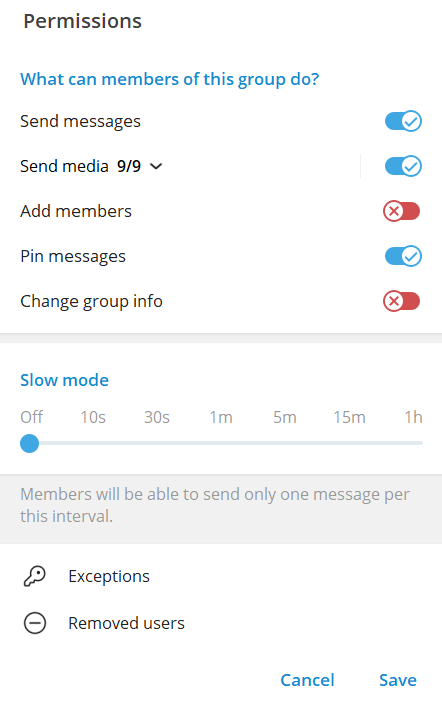 Permissions
What can members of this group do?
Send messages
Send media 9/9
Add members
Pin messages
Change group info
Slow mode
Off 10s 30s 1m 5m 15m 1h
Members will be able to send only one message per
this interval.
Exceptions
Removed users
Cancel Save